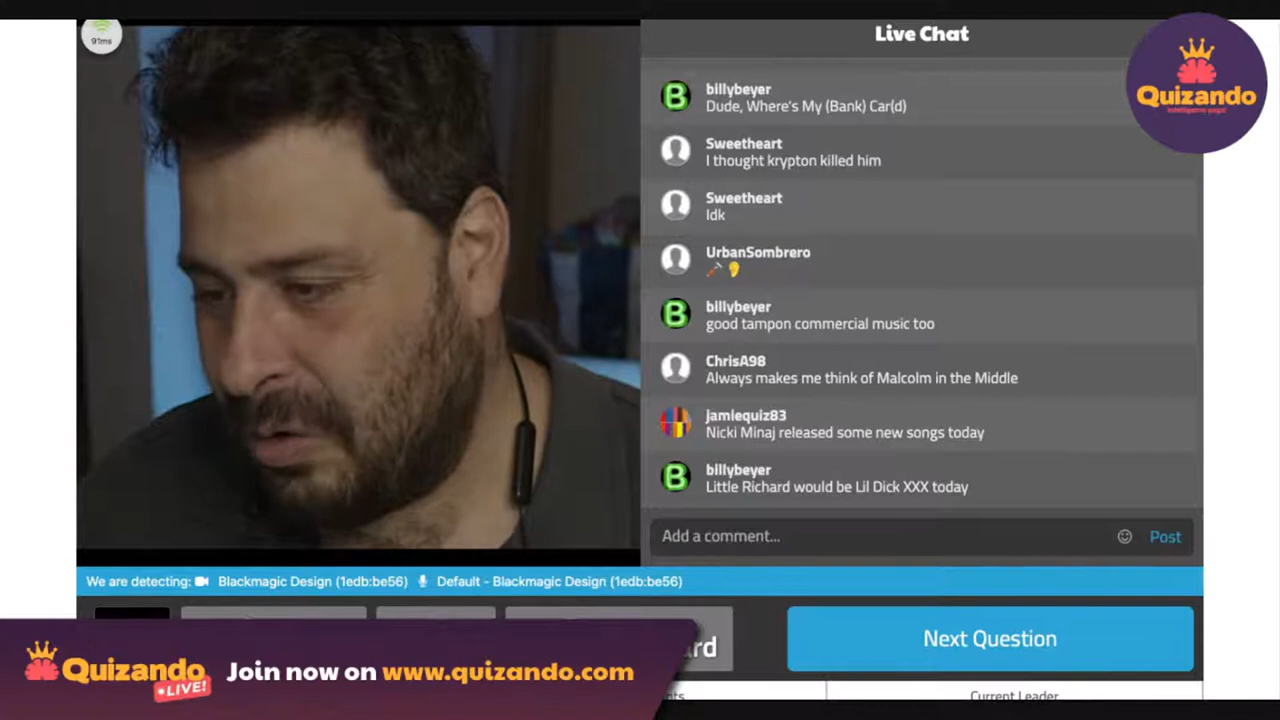 91ms
Live Chat
Quizando
billybeyer
Dude, Where's My (Bank) Car(d)
Sweetheart
I thought krypton killed him
Sweetheart
Idk
UrbanSombrero
billybeyer
good tampon commercial music too
ChrisA98
Always makes me think of Malcolm in the Middle
jamiequiz83
Nicki Minaj released some new songs today
billybeyer
Little Richard would be Lil Dick XXX today
Add a comment...
Post
We are detecting: Blackmagic Design (1edb:be56) Default - Blackmagic Design (1edb:be56)
Next Question
Quizando
LIVE!
Join now on www.quizando.com
Current Leader